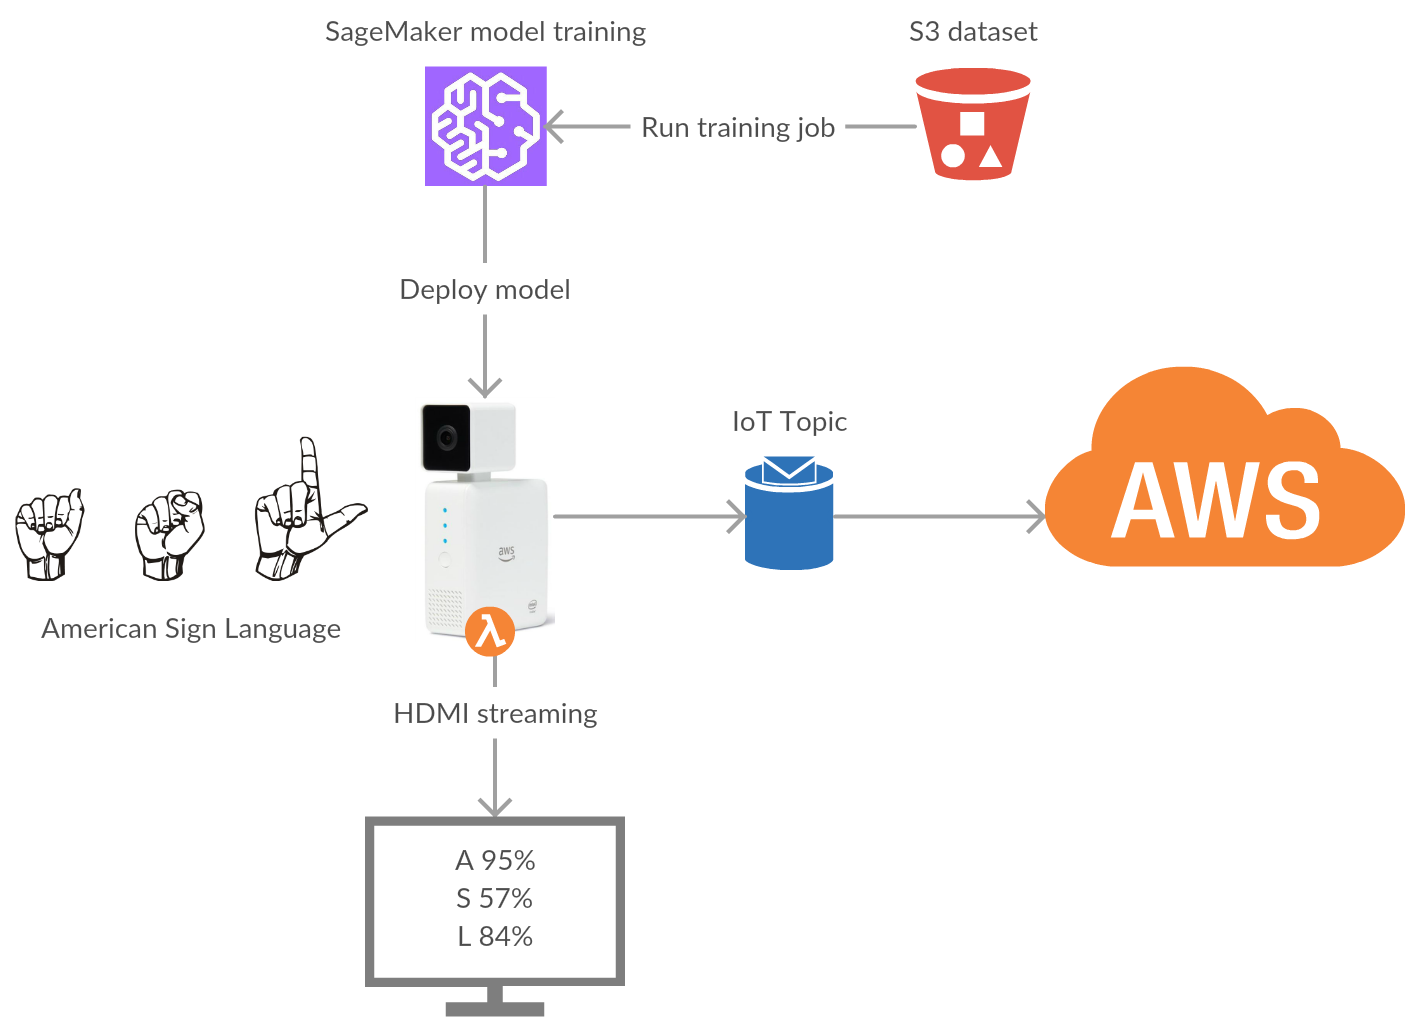 SageMaker model training
S3 dataset
Run training job
Deploy model
IoT Topic
AWS
aws
American Sign Language
HDMI streaming
A 95%
S 57%
L 84%